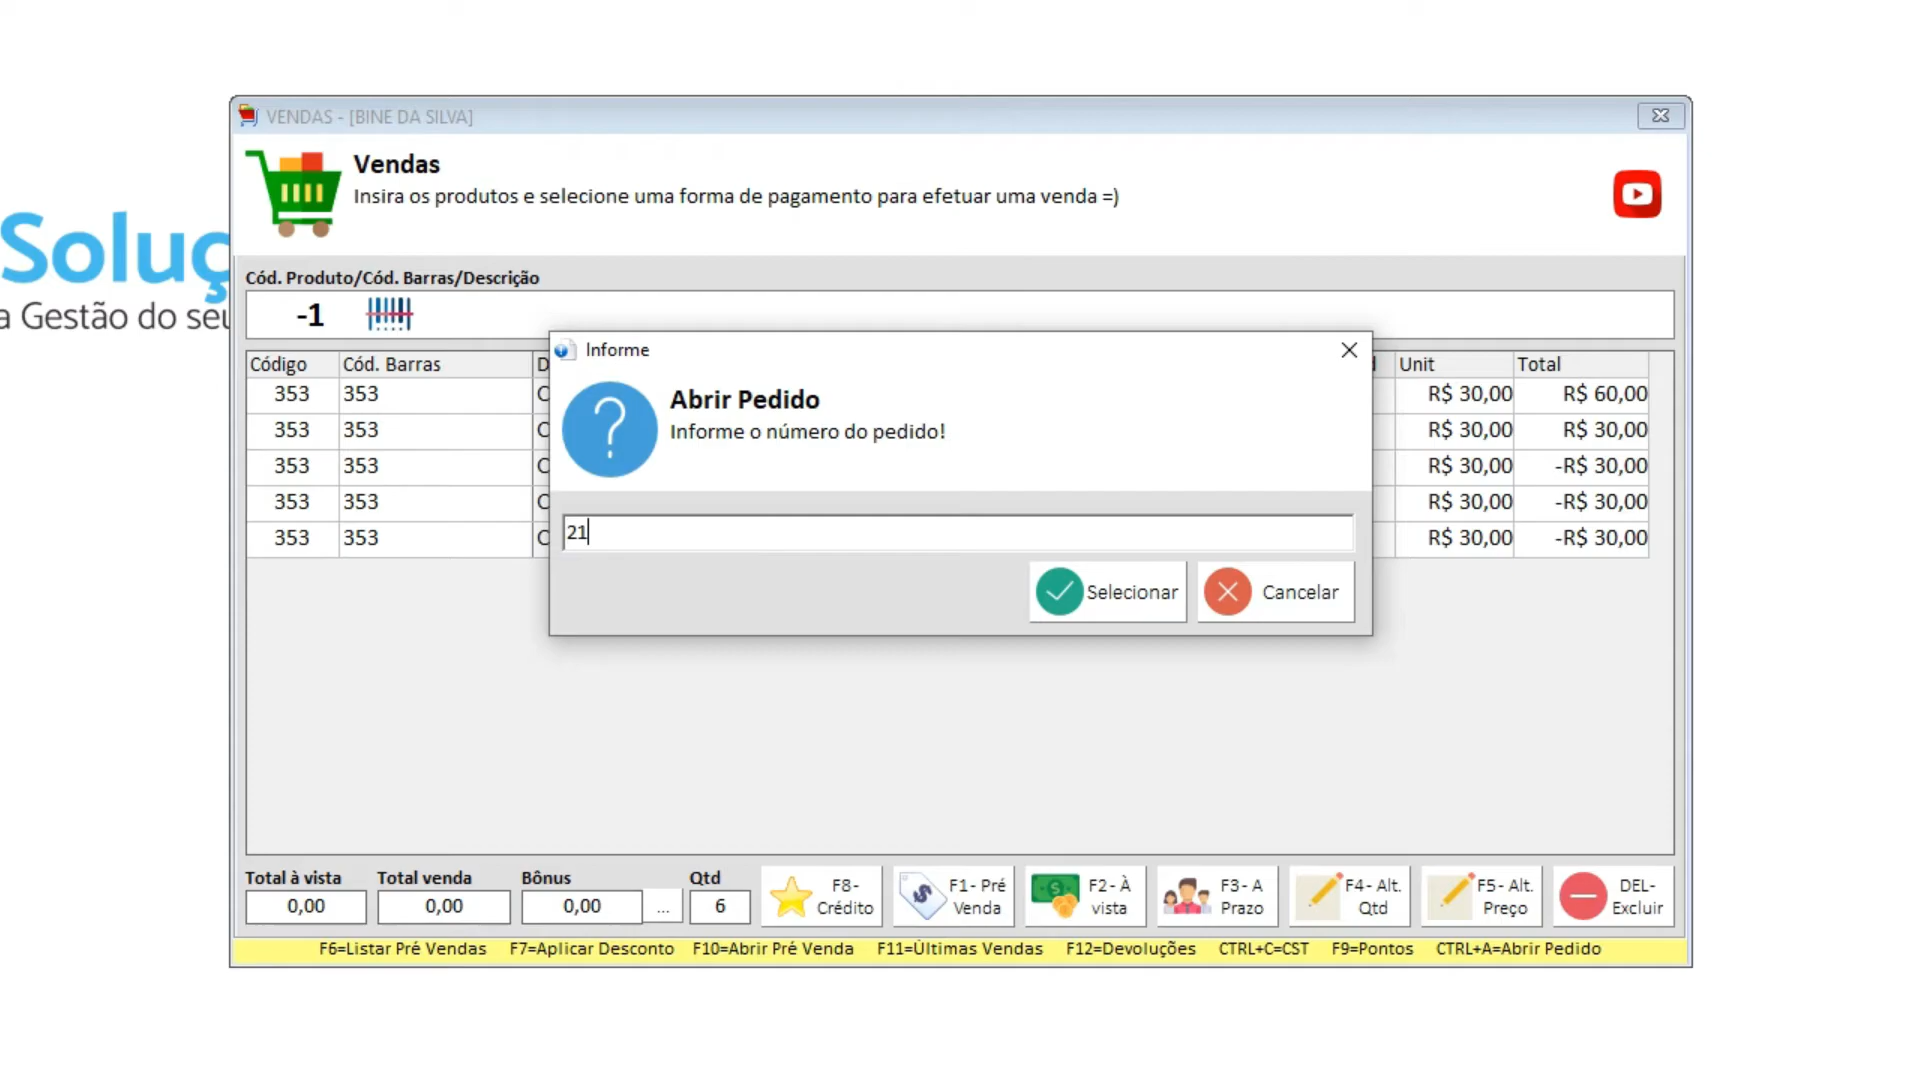 VENDAS - [BINE DA SILVA]
Vendas
Insira os produtos e selecione uma forma de pagamento para efetuar uma venda =)
Soluç
a Gestão do seu
Cód. Produto/Cód. Barras/Descrição
-1
Informe
Abrir Pedido
Informe o número do pedido!
21
Selecionar
Cancelar
Código Cód. Barras D Unit Total
353 353 C R$ 30,00 R$ 60,00
353 353 C R$ 30,00 R$ 30,00
353 353 C R$ 30,00 -R$ 30,00
353 353 C R$ 30,00 -R$ 30,00
353 353 C R$ 30,00 -R$ 30,00
Total à vista Total venda Bônus Qtd
0,00 0,00 0,00 ... 6
F8- Crédito
F1- Pré Venda
F2- À vista
F3- A Prazo
F4- Alt. Qtd
F5- Alt. Preço
DEL- Excluir
F6=Listar Pré Vendas F7=Aplicar Desconto F10=Abrir Pré Venda F11=Últimas Vendas F12=Devoluções CTRL+C=CST F9=Pontos CTRL+A=Abrir Pedido